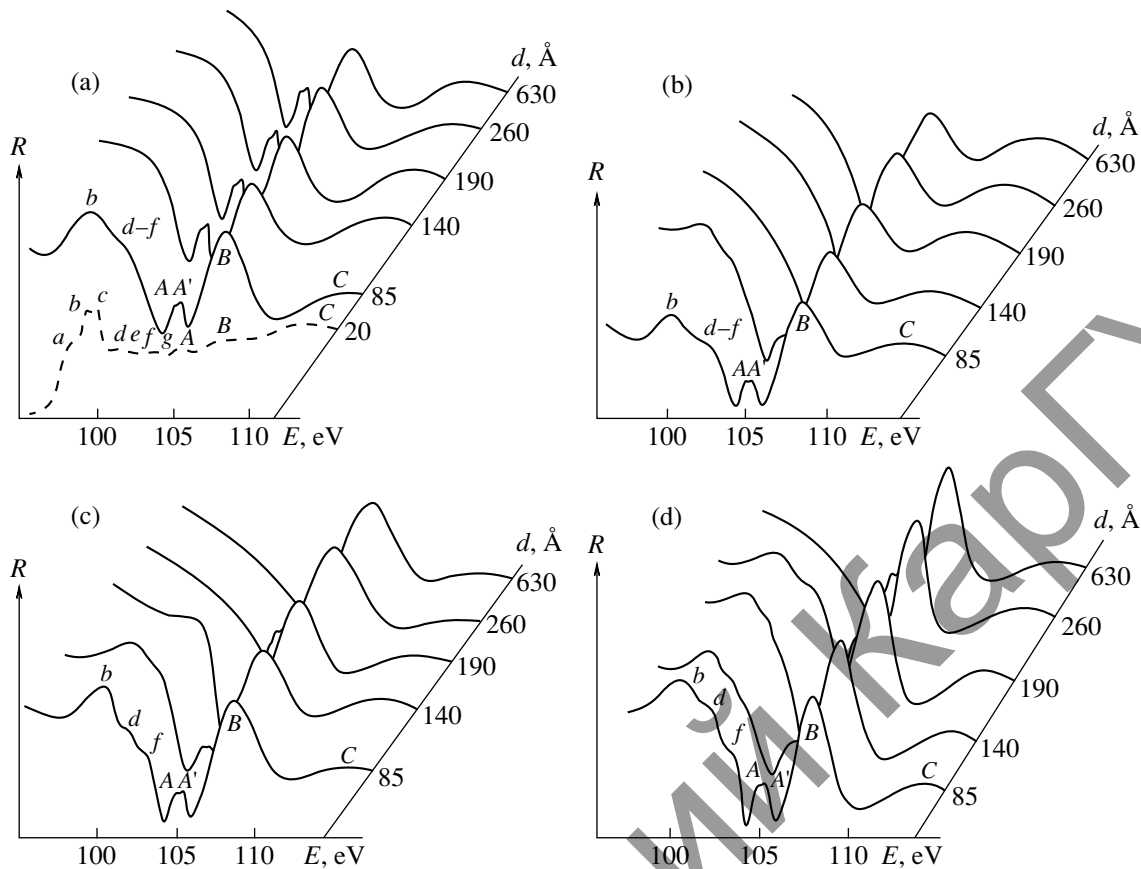 (a)
R
d, Å
630
260
190
140
85
20
b
d–f
A A'
B
C
a
b
c
d e f g A
B
C
100
105
110
E, eV
(b)
R
d, Å
630
260
190
140
85
b
d–f
AA'
B
C
100
105
110
E, eV
(c)
R
d, Å
630
260
190
140
85
b
d
f
A A'
B
C
100
105
110
E, eV
(d)
R
d, Å
630
260
190
140
85
b
d
f
A
A'
B
C
100
105
110
E, eV
ий КарГУ